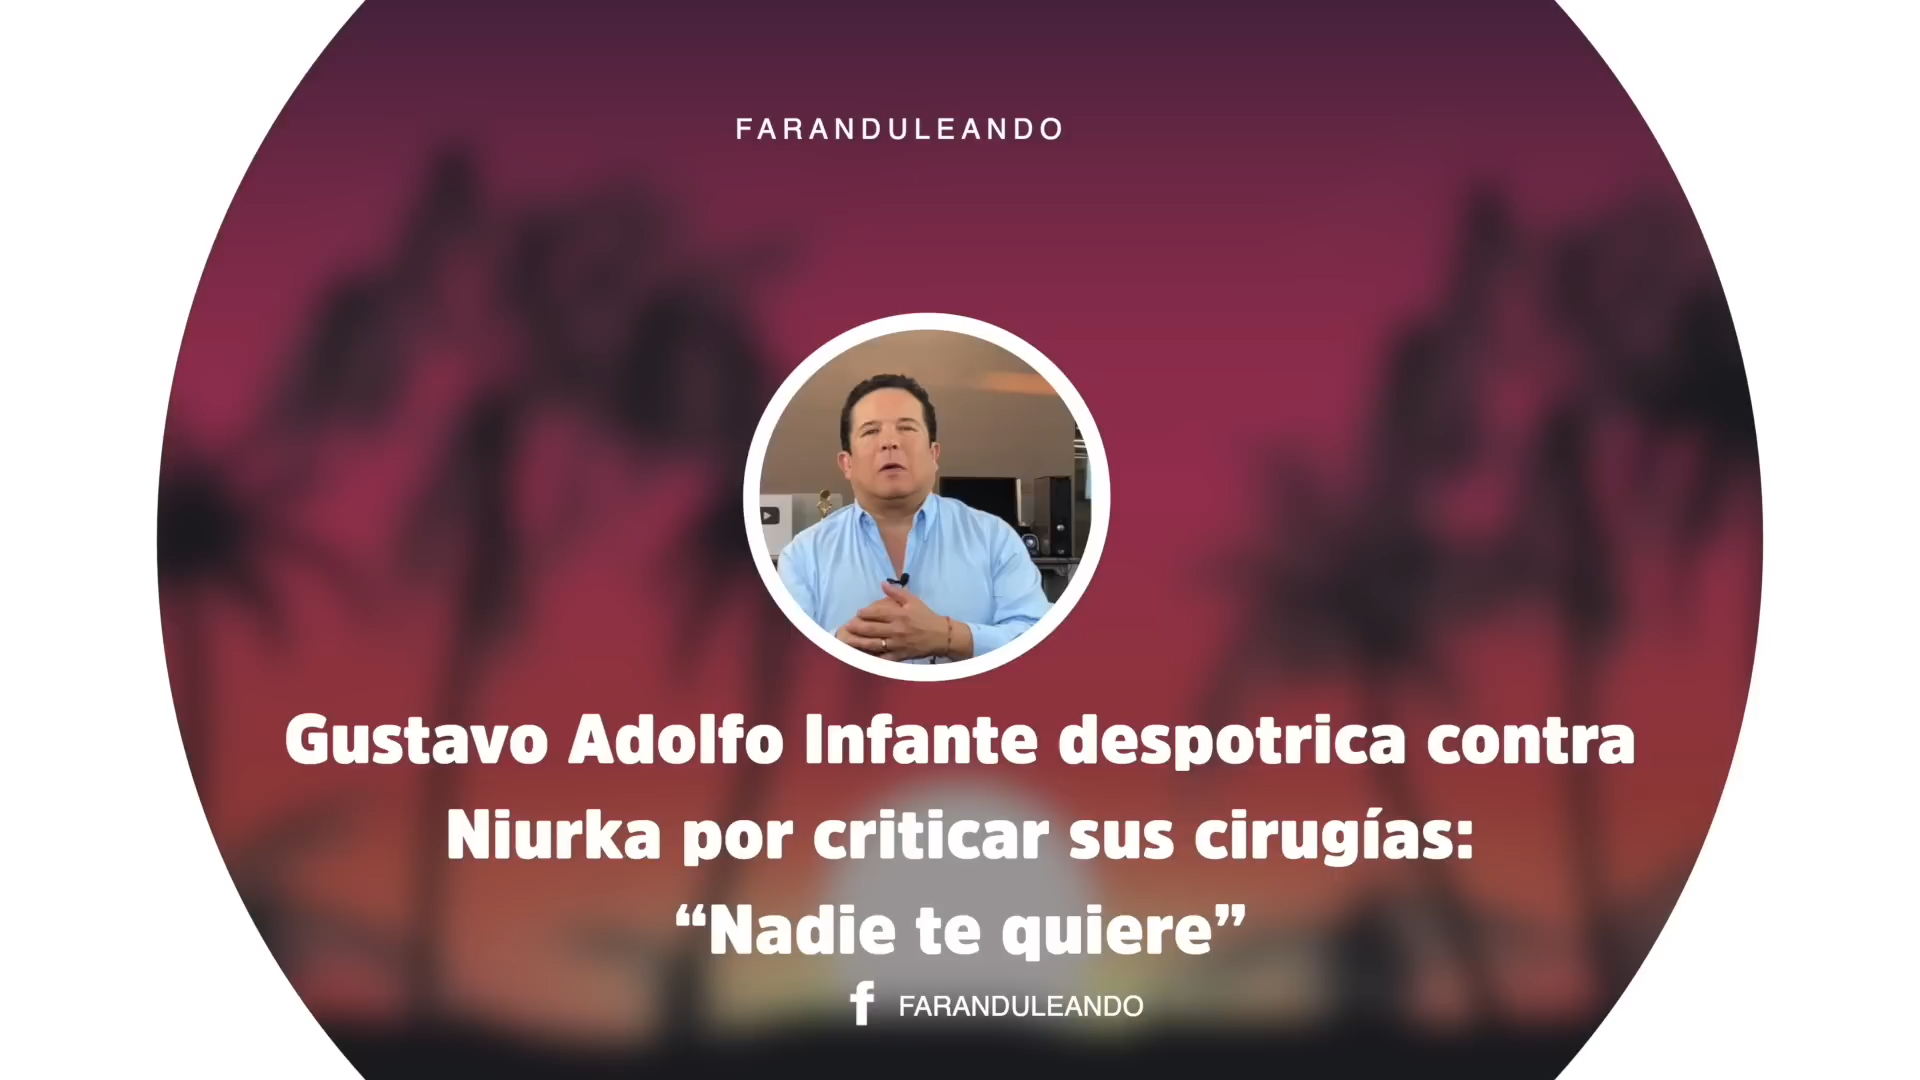 FARANDULEANDO
Gustavo Adolfo Infante despotrica contra
Niurka por criticar sus cirugías:
“Nadie te quiere”
f FARANDULEANDO